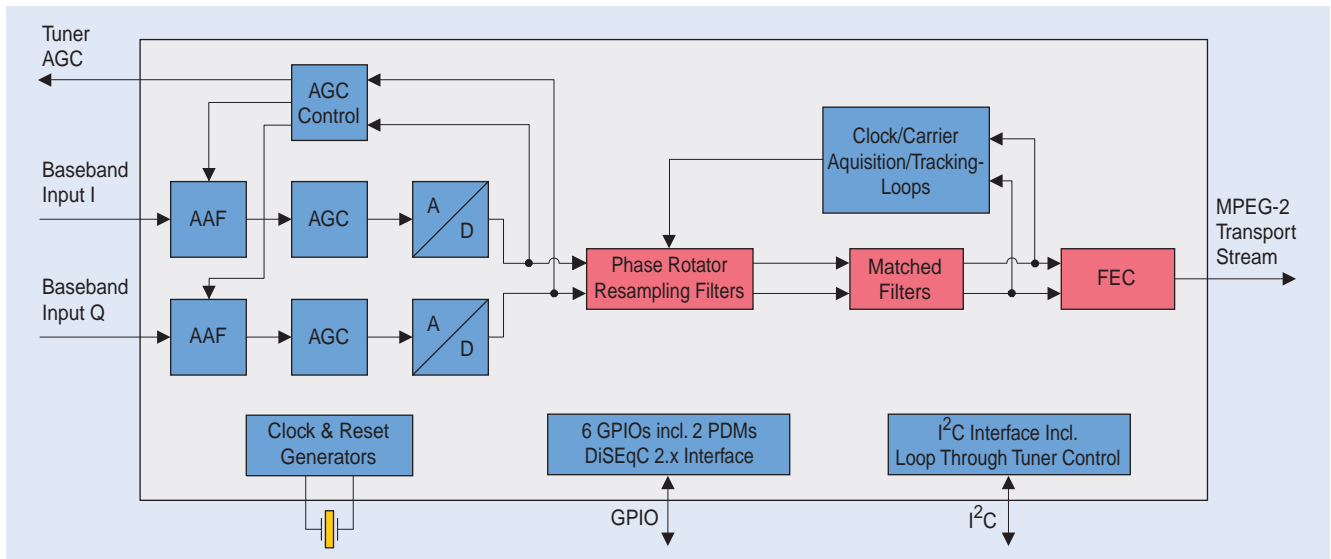 Tuner
AGC
AGC
Control
Baseband
Input I
AAF
AGC
A
D
Clock/Carrier
Aquisition/Tracking-
Loops
MPEG-2
Transport
Stream
Phase Rotator
Resampling Filters
Matched
Filters
FEC
Baseband
Input Q
AAF
AGC
A
D
Clock & Reset
Generators
6 GPIOs incl. 2 PDMs
DiSEqC 2.x Interface
I²C Interface Incl.
Loop Through Tuner Control
GPIO
I²C